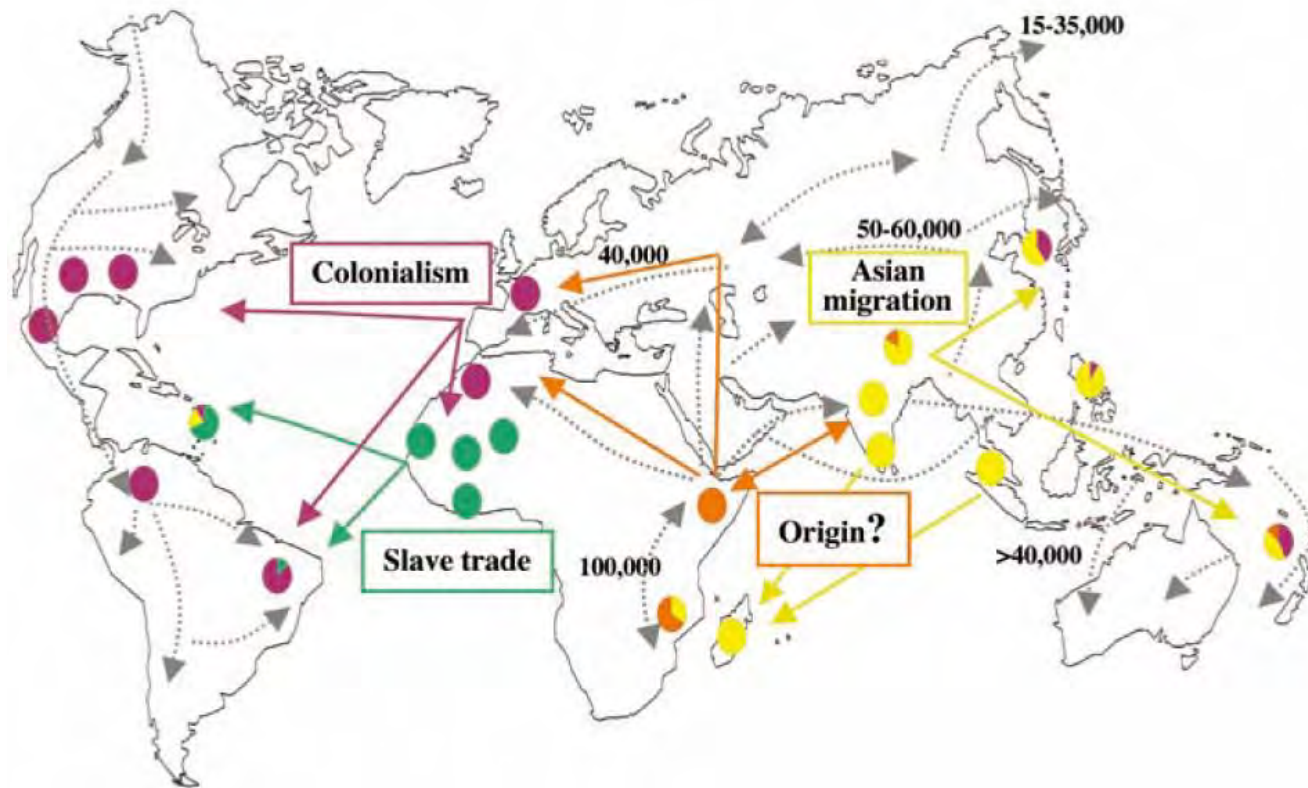 15-35,000
50-60,000
40,000
Colonialism
Asian
migration
Origin?
>40,000
Slave trade
100,000